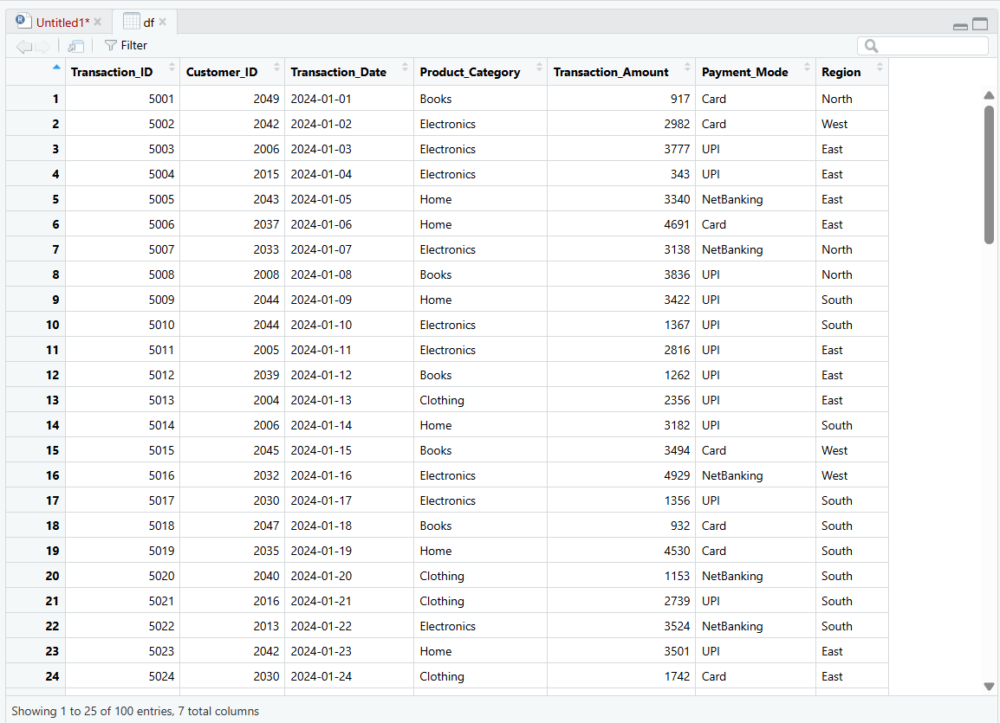 Untitled1* df
Filter
Transaction_ID Customer_ID Transaction_Date Product_Category Transaction_Amount Payment_Mode Region
1 5001 2049 2024-01-01 Books 917 Card North
2 5002 2042 2024-01-02 Electronics 2982 Card West
3 5003 2006 2024-01-03 Electronics 3777 UPI East
4 5004 2015 2024-01-04 Electronics 343 UPI East
5 5005 2043 2024-01-05 Home 3340 NetBanking East
6 5006 2037 2024-01-06 Home 4691 Card East
7 5007 2033 2024-01-07 Electronics 3138 NetBanking North
8 5008 2008 2024-01-08 Books 3836 UPI North
9 5009 2044 2024-01-09 Home 3422 UPI South
10 5010 2044 2024-01-10 Electronics 1367 UPI South
11 5011 2005 2024-01-11 Electronics 2816 UPI East
12 5012 2039 2024-01-12 Books 1262 UPI East
13 5013 2004 2024-01-13 Clothing 2356 UPI East
14 5014 2006 2024-01-14 Home 3182 UPI South
15 5015 2045 2024-01-15 Books 3494 Card West
16 5016 2032 2024-01-16 Electronics 4929 NetBanking West
17 5017 2030 2024-01-17 Electronics 1356 UPI South
18 5018 2047 2024-01-18 Books 932 Card South
19 5019 2035 2024-01-19 Home 4530 Card South
20 5020 2040 2024-01-20 Clothing 1153 NetBanking South
21 5021 2016 2024-01-21 Clothing 2739 UPI South
22 5022 2013 2024-01-22 Electronics 3524 NetBanking South
23 5023 2042 2024-01-23 Home 3501 UPI East
24 5024 2030 2024-01-24 Clothing 1742 Card East
Showing 1 to 25 of 100 entries, 7 total columns